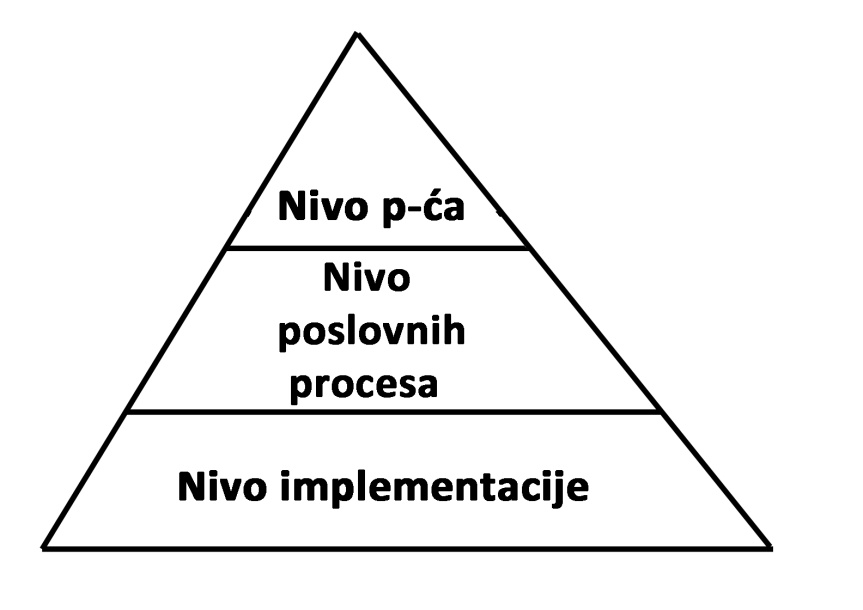 Nivo p-ća
Nivo
poslovnih
procesa
Nivo implementacije